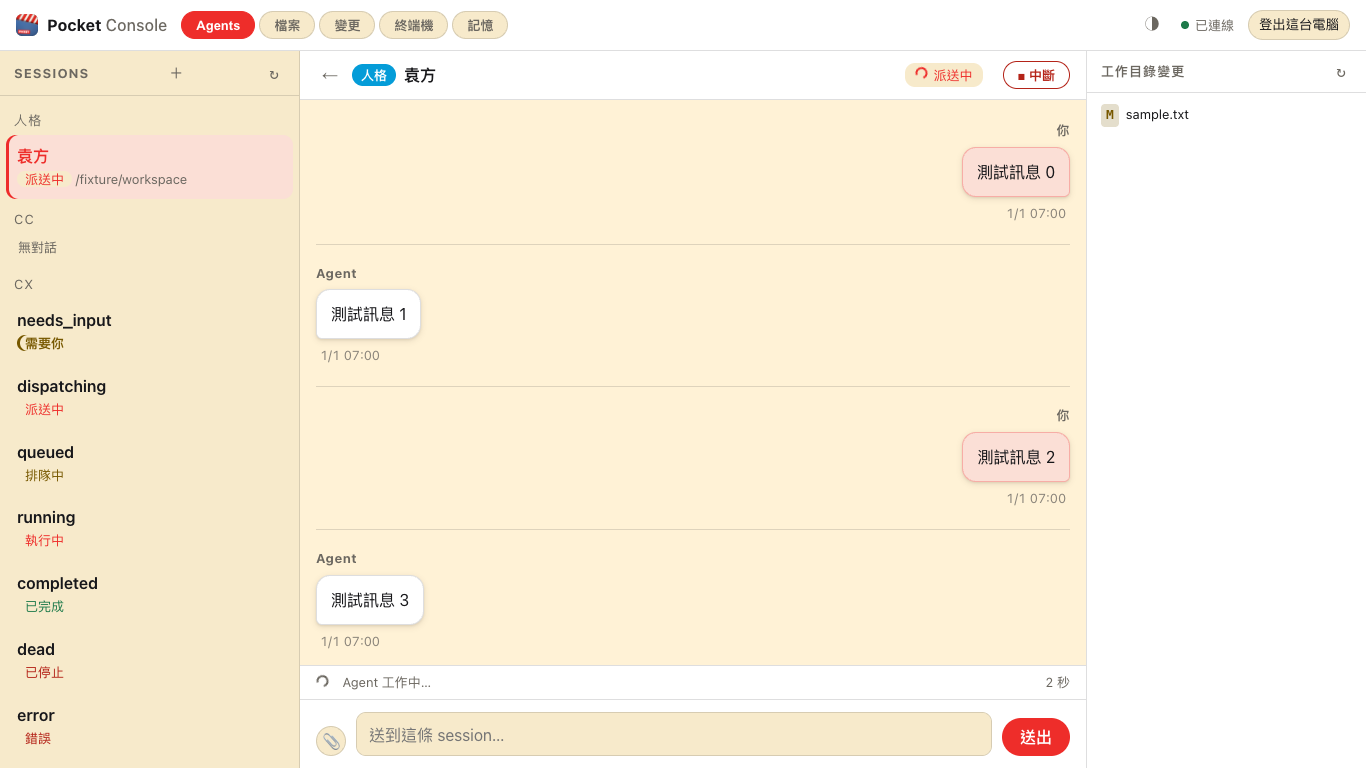 Pocket Console
Agents
檔案
變更
終端機
記憶
已連線
登出這台電腦
SESSIONS
人格
袁方
派送中 /fixture/workspace
CC
無對話
CX
needs_input
需要你
dispatching
派送中
queued
排隊中
running
執行中
completed
已完成
dead
已停止
error
錯誤
← 人格 袁方
派送中
中斷
你
測試訊息 0
1/1 07:00
Agent
測試訊息 1
1/1 07:00
你
測試訊息 2
1/1 07:00
Agent
測試訊息 3
1/1 07:00
Agent 工作中…
2 秒
送到這條 session…
送出
工作目錄變更
M sample.txt